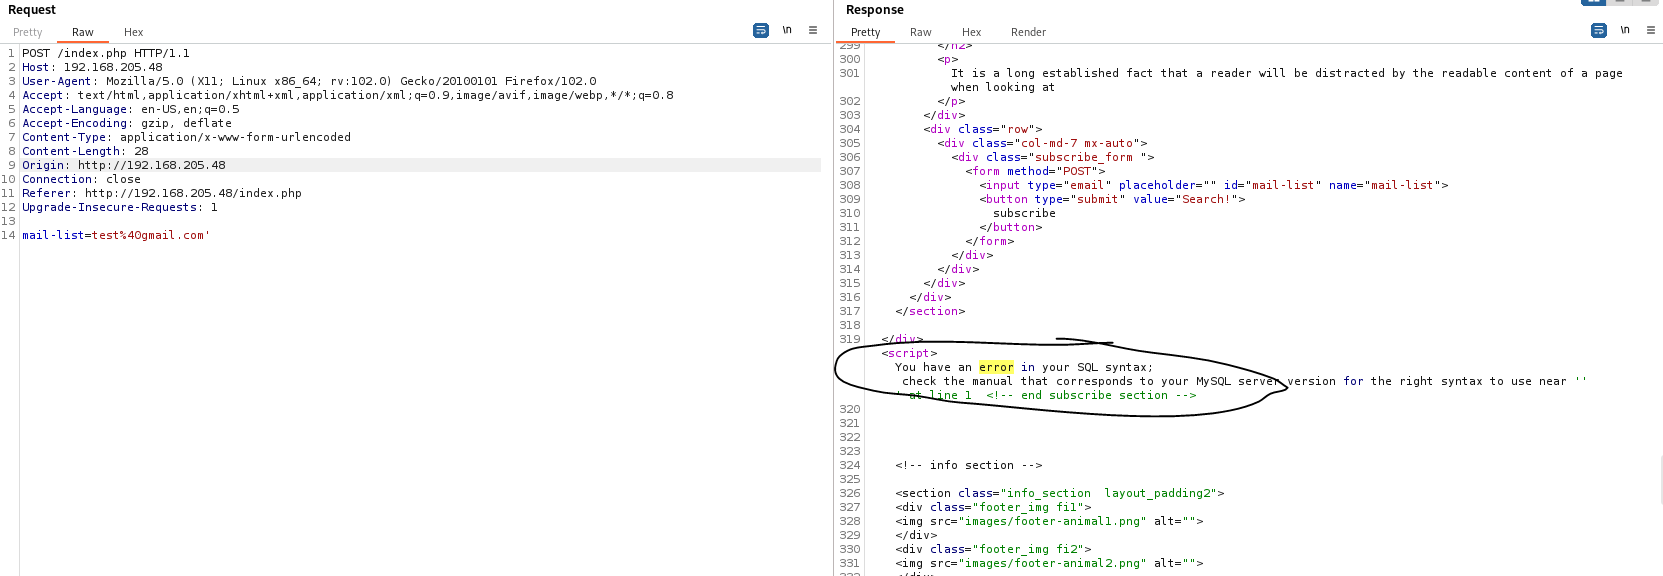 Request
Pretty Raw Hex
\n
1 POST /index.php HTTP/1.1
2 Host: 192.168.205.48
3 User-Agent: Mozilla/5.0 (X11; Linux x86_64; rv:102.0) Gecko/20100101 Firefox/102.0
4 Accept: text/html,application/xhtml+xml,application/xml;q=0.9,image/avif,image/webp,*/*;q=0.8
5 Accept-Language: en-US,en;q=0.5
6 Accept-Encoding: gzip, deflate
7 Content-Type: application/x-www-form-urlencoded
8 Content-Length: 28
9 Origin: http://192.168.205.48
10 Connection: close
11 Referer: http://192.168.205.48/index.php
12 Upgrade-Insecure-Requests: 1
13
14 mail-list=test%40gmail.com'
Response
Pretty Raw Hex Render
\n
299 </h2>
300 <p>
301 It is a long established fact that a reader will be distracted by the readable content of a page
when looking at
302 </p>
303 </div>
304 <div class="row">
305 <div class="col-md-7 mx-auto">
306 <div class="subscribe_form ">
307 <form method="POST">
308 <input type="email" placeholder="" id="mail-list" name="mail-list">
309 <button type="submit" value="Search!">
310 subscribe
311 </button>
312 </form>
313 </div>
314 </div>
315 </div>
316 </div>
317 </section>
318
319 </div>
<script>
You have an error in your SQL syntax;
check the manual that corresponds to your MySQL server version for the right syntax to use near ''
' at line 1 <!-- end subscribe section -->
320
321
322
323
324 <!-- info section -->
325
326 <section class="info_section layout_padding2">
327 <div class="footer_img fi1">
328 <img src="images/footer-animal1.png" alt="">
329 </div>
330 <div class="footer_img fi2">
331 <img src="images/footer-animal2.png" alt="">
332 </div>